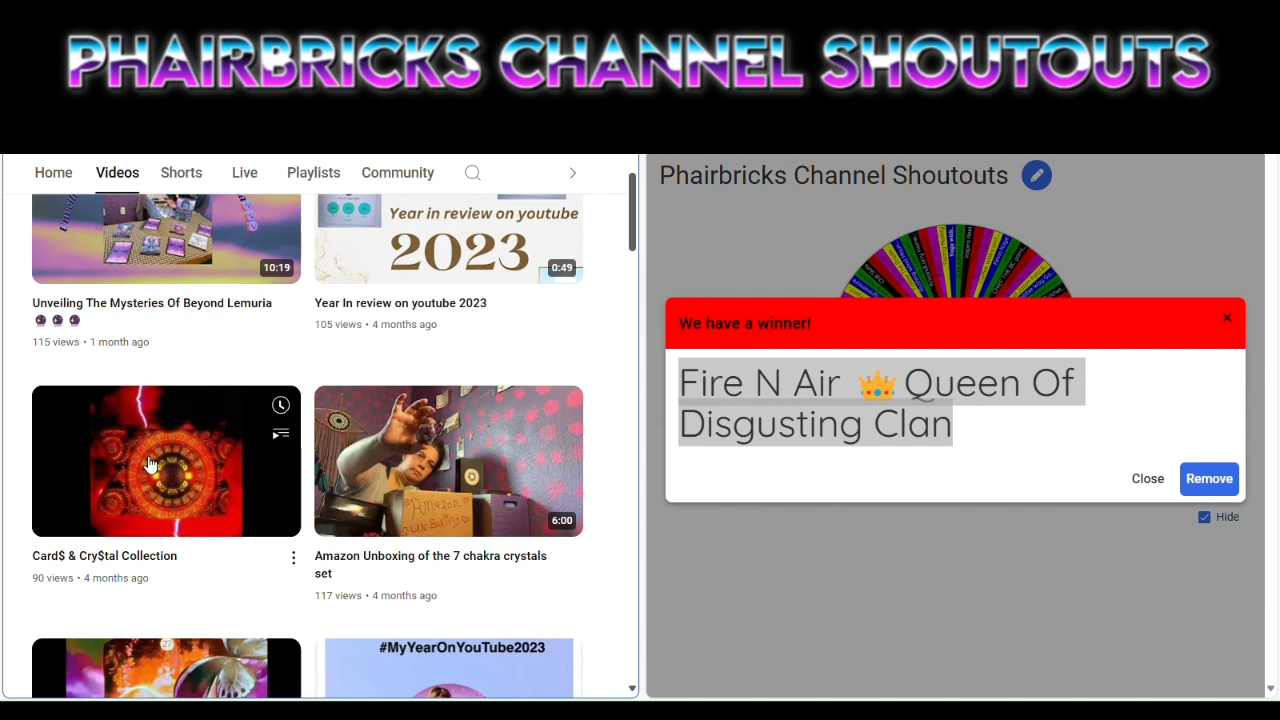 PHAIRBRICKS CHANNEL SHOUTOUTS
Home Videos Shorts Live Playlists Community
10:19
Unveiling The Mysteries Of Beyond Lemuria
115 views • 1 month ago
Year in review on youtube
2023
0:49
Year In review on youtube 2023
105 views • 4 months ago
Card$ & Cry$tal Collection
90 views • 4 months ago
6:00
Amazon Unboxing of the 7 chakra crystals
set
117 views • 4 months ago
#MyYearOnYouTube2023
Phairbricks Channel Shoutouts
We have a winner!
Fire N Air 👑 Queen Of
Disgusting Clan
Close Remove
Hide